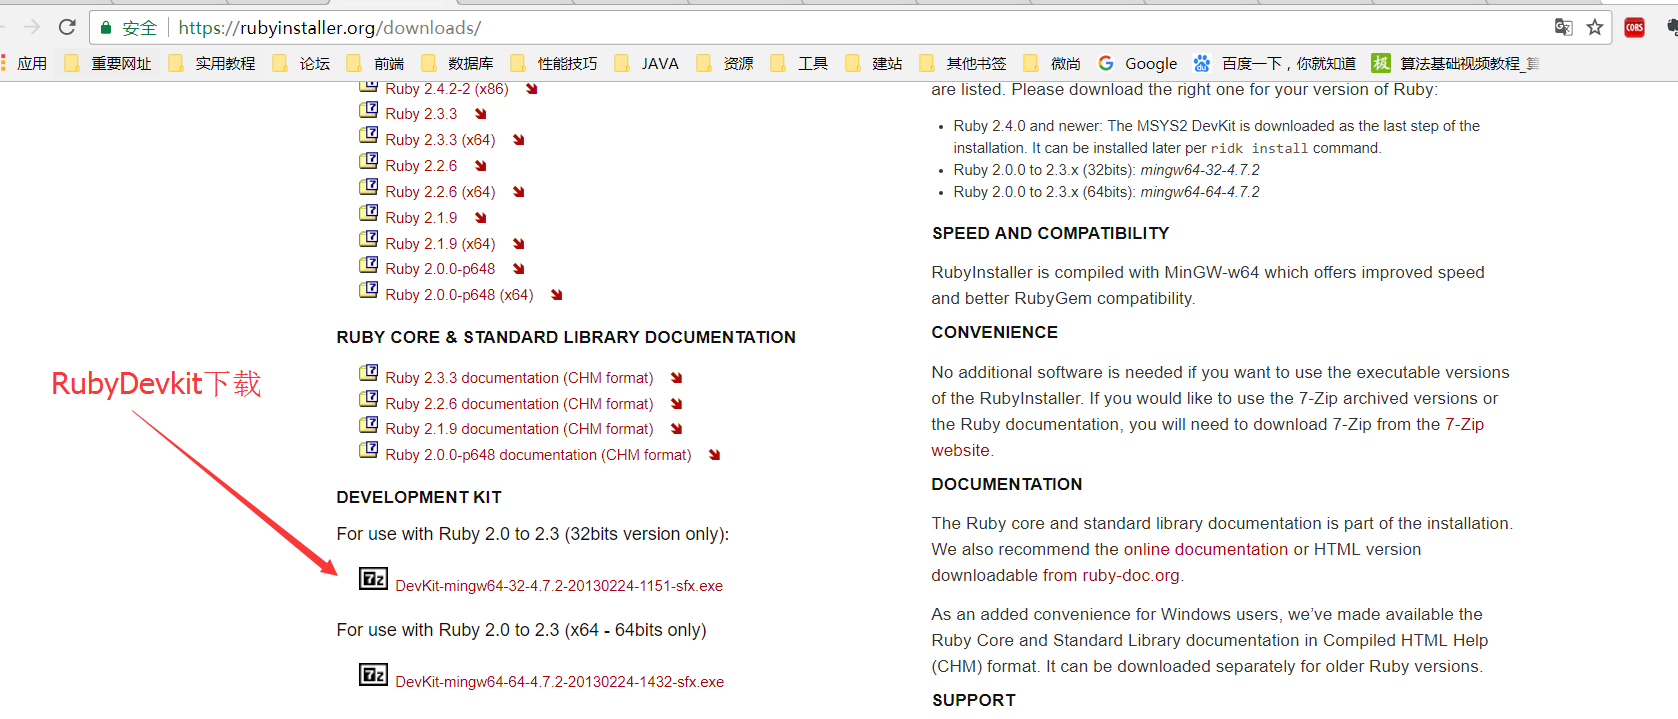 安全 https://rubyinstaller.org/downloads/
CORS
应用 重要网址 实用教程 论坛 前端 数据库 性能技巧 JAVA 资源 工具 建站 其他书签 微尚 Google 百度一下，你就知道 极 算法基础视频教程_
Ruby 2.4.2-2 (x86)
Ruby 2.3.3
Ruby 2.3.3 (x64)
Ruby 2.2.6
Ruby 2.2.6 (x64)
Ruby 2.1.9
Ruby 2.1.9 (x64)
Ruby 2.0.0-p648
Ruby 2.0.0-p648 (x64)
RUBY CORE & STANDARD LIBRARY DOCUMENTATION
Ruby 2.3.3 documentation (CHM format)
Ruby 2.2.6 documentation (CHM format)
Ruby 2.1.9 documentation (CHM format)
Ruby 2.0.0-p648 documentation (CHM format)
RubyDevkit下载
DEVELOPMENT KIT
For use with Ruby 2.0 to 2.3 (32bits version only):
7z DevKit-mingw64-32-4.7.2-20130224-1151-sfx.exe
For use with Ruby 2.0 to 2.3 (x64 - 64bits only)
7z DevKit-mingw64-64-4.7.2-20130224-1432-sfx.exe
are listed. Please download the right one for your version of Ruby:
• Ruby 2.4.0 and newer: The MSYS2 DevKit is downloaded as the last step of the
installation. It can be installed later per ridk install command.
• Ruby 2.0.0 to 2.3.x (32bits): mingw64-32-4.7.2
• Ruby 2.0.0 to 2.3.x (64bits): mingw64-64-4.7.2
SPEED AND COMPATIBILITY
RubyInstaller is compiled with MinGW-w64 which offers improved speed
and better RubyGem compatibility.
CONVENIENCE
No additional software is needed if you want to use the executable versions
of the RubyInstaller. If you would like to use the 7-Zip archived versions or
the Ruby documentation, you will need to download 7-Zip from the 7-Zip
website.
DOCUMENTATION
The Ruby core and standard library documentation is part of the installation.
We also recommend the online documentation or HTML version
downloadable from ruby-doc.org.
As an added convenience for Windows users, we've made available the
Ruby Core and Standard Library documentation in Compiled HTML Help
(CHM) format. It can be downloaded separately for older Ruby versions.
SUPPORT